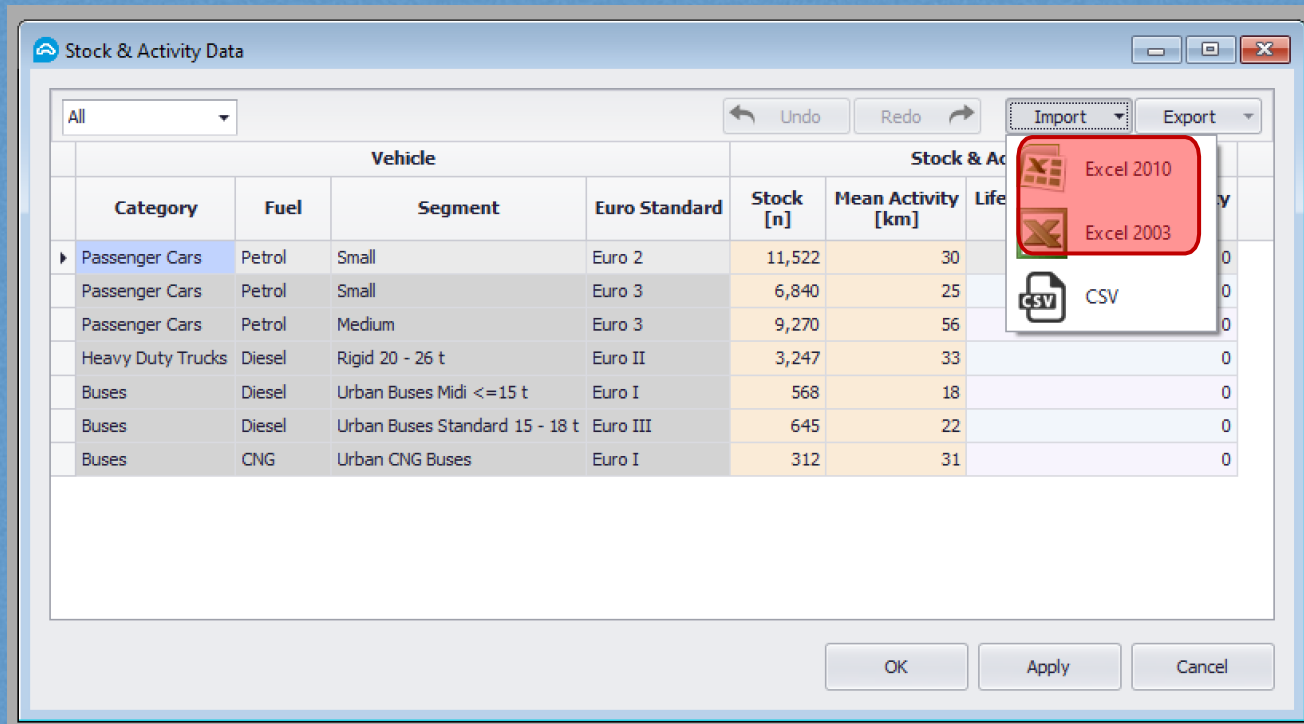 Stock & Activity Data
All Undo Redo Import Export
Vehicle Stock & Ac
Category Fuel Segment Euro Standard Stock [n] Mean Activity [km] Life y
Passenger Cars Petrol Small Euro 2 11,522 30 0
Passenger Cars Petrol Small Euro 3 6,840 25 0
Passenger Cars Petrol Medium Euro 3 9,270 56 0
Heavy Duty Trucks Diesel Rigid 20 - 26 t Euro II 3,247 33 0
Buses Diesel Urban Buses Midi <=15 t Euro I 568 18 0
Buses Diesel Urban Buses Standard 15 - 18 t Euro III 645 22 0
Buses CNG Urban CNG Buses Euro I 312 31 0
Excel 2010
Excel 2003
CSV CSV
OK Apply Cancel